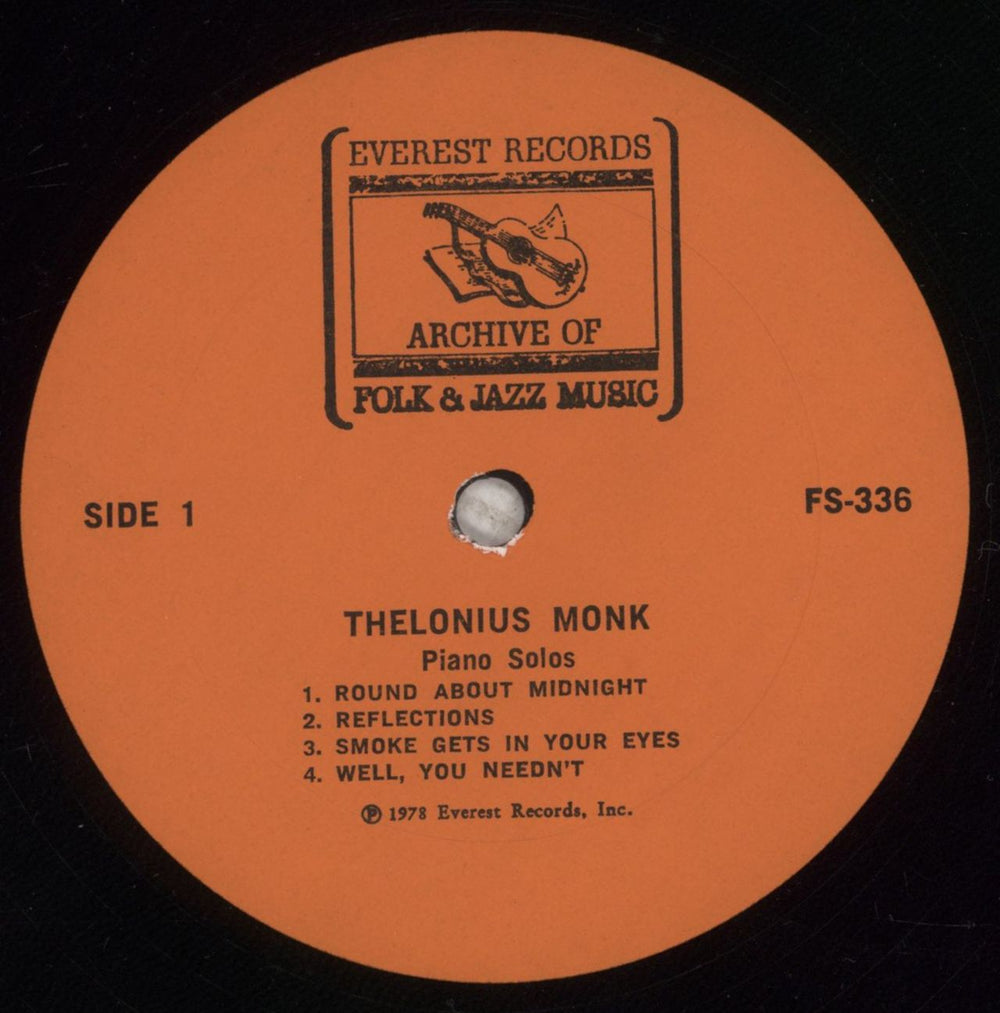 EVEREST RECORDS
ARCHIVE OF
FOLK & JAZZ MUSIC
SIDE 1
FS-336
THELONIUS MONK
Piano Solos
1. ROUND ABOUT MIDNIGHT
2. REFLECTIONS
3. SMOKE GETS IN YOUR EYES
4. WELL, YOU NEEDN'T
℗ 1978 Everest Records, Inc.